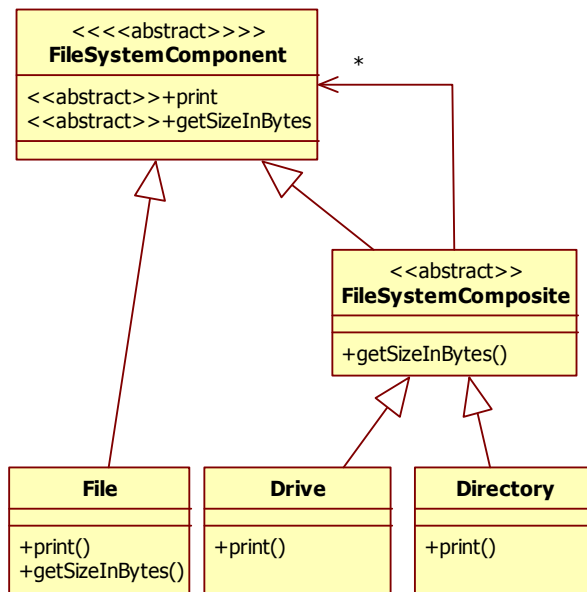 <<<<abstract>>>>
FileSystemComponent
<<abstract>>+print
<<abstract>>+getSizeInBytes
*
<<abstract>>
FileSystemComposite
+getSizeInBytes()
File
+print()
+getSizeInBytes()
Drive
+print()
Directory
+print()